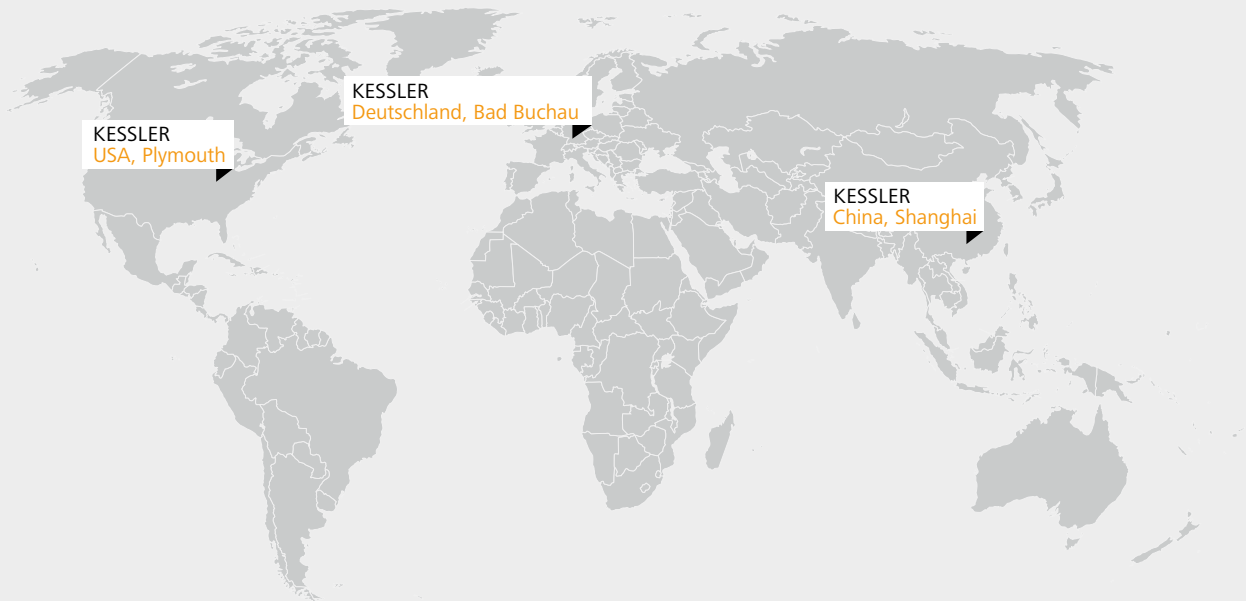 KESSLER
Deutschland, Bad Buchau
KESSLER
USA, Plymouth
KESSLER
China, Shanghai